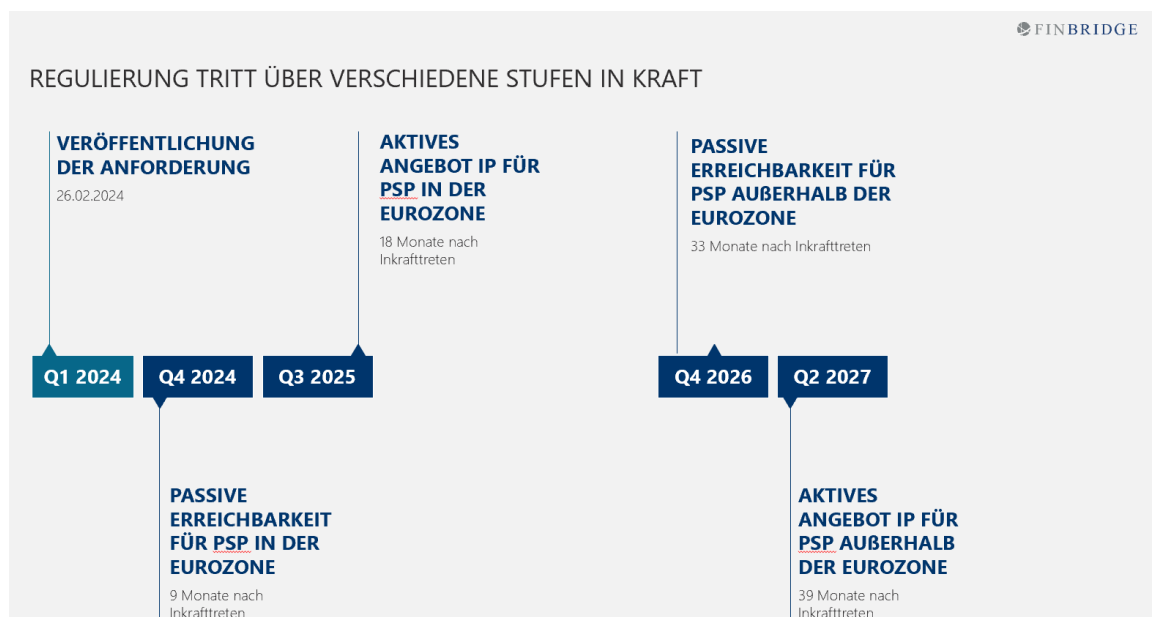 FINBRIDGE
REGULIERUNG TRITT ÜBER VERSCHIEDENE STUFEN IN KRAFT
VERÖFFENTLICHUNG
DER ANFORDERUNG
26.02.2024
AKTIVES
ANGEBOT IP FÜR
PSP IN DER
EUROZONE
18 Monate nach
Inkrafttreten
PASSIVE
ERREICHBARKEIT FÜR
PSP AUßERHALB DER
EUROZONE
33 Monate nach Inkrafttreten
Q1 2024
Q4 2024
Q3 2025
Q4 2026
Q2 2027
PASSIVE
ERREICHBARKEIT
FÜR PSP IN DER
EUROZONE
9 Monate nach
Inkrafttreten
AKTIVES
ANGEBOT IP FÜR
PSP AUßERHALB
DER EUROZONE
39 Monate nach
Inkrafttreten